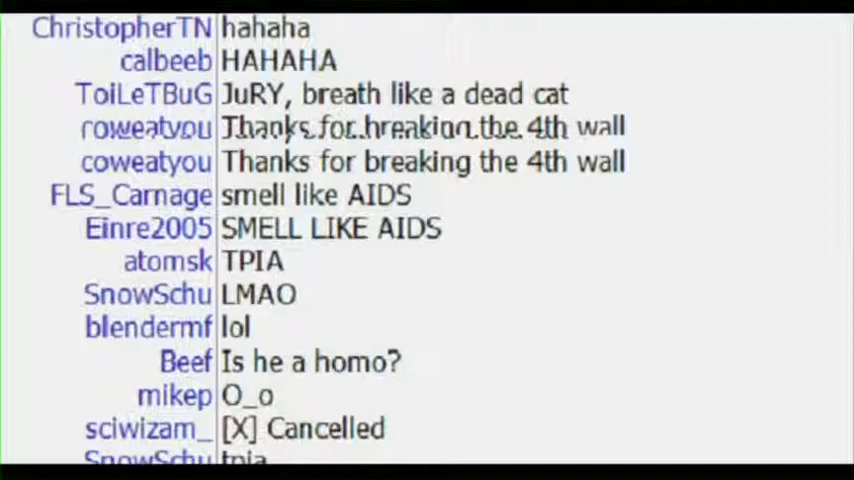 ChristopherTN hahaha
calbeeb HAHAHA
ToiLeTBuG JuRY, breath like a dead cat
coweatyou Thanks for breaking the 4th wall
coweatyou Thanks for breaking the 4th wall
FLS_Carnage smell like AIDS
Einre2005 SMELL LIKE AIDS
atomsk TPIA
SnowSchu LMAO
blendermf lol
Beef Is he a homo?
mikep O_o
sciwizam_ [X] Cancelled
SnowSchu tpia